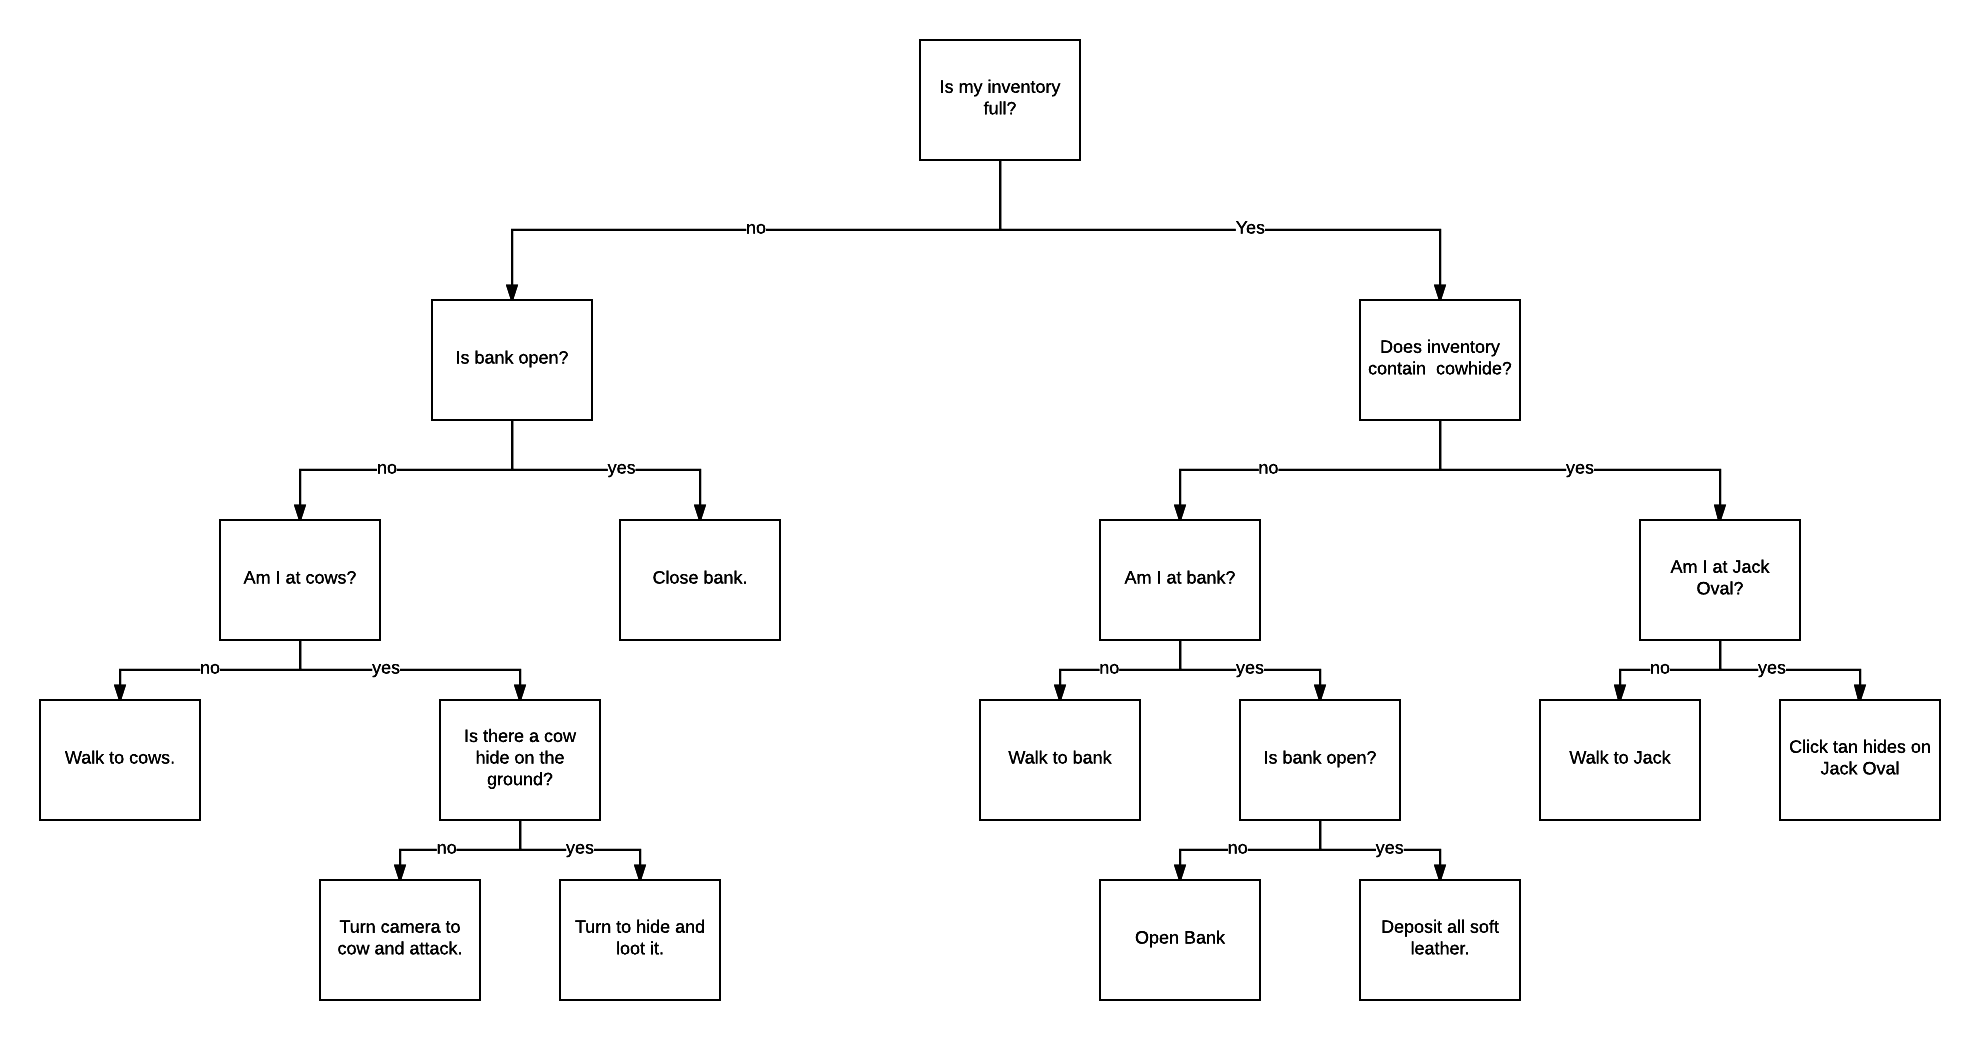 Is my inventory
full?
no
Yes
Is bank open?
Does inventory
contain  cowhide?
no
yes
no
yes
Am I at cows?
Close bank.
Am I at bank?
Am I at Jack
Oval?
no
yes
no
yes
no
yes
Walk to cows.
Is there a cow
hide on the
ground?
Walk to bank
Is bank open?
Walk to Jack
Click tan hides on
Jack Oval
no
yes
no
yes
Turn camera to
cow and attack.
Turn to hide and
loot it.
Open Bank
Deposit all soft
leather.